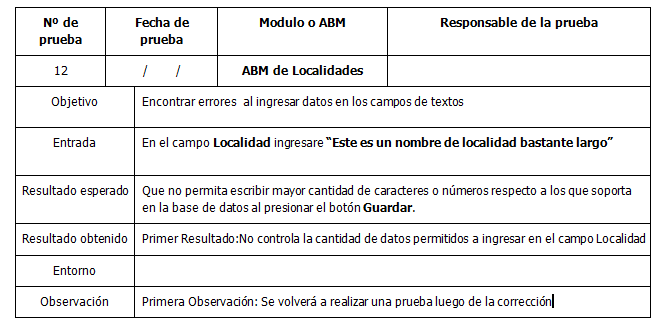 Nº de prueba Fecha de prueba Modulo o ABM Responsable de la prueba
12 / / ABM de Localidades
Objetivo Encontrar errores al ingresar datos en los campos de textos
Entrada En el campo Localidad ingresare “Este es un nombre de localidad bastante largo”
Resultado esperado Que no permita escribir mayor cantidad de caracteres o números respecto a los que soporta
en la base de datos al presionar el botón Guardar.
Resultado obtenido Primer Resultado:No controla la cantidad de datos permitidos a ingresar en el campo Localidad
Entorno
Observación Primera Observación: Se volverá a realizar una prueba luego de la corrección